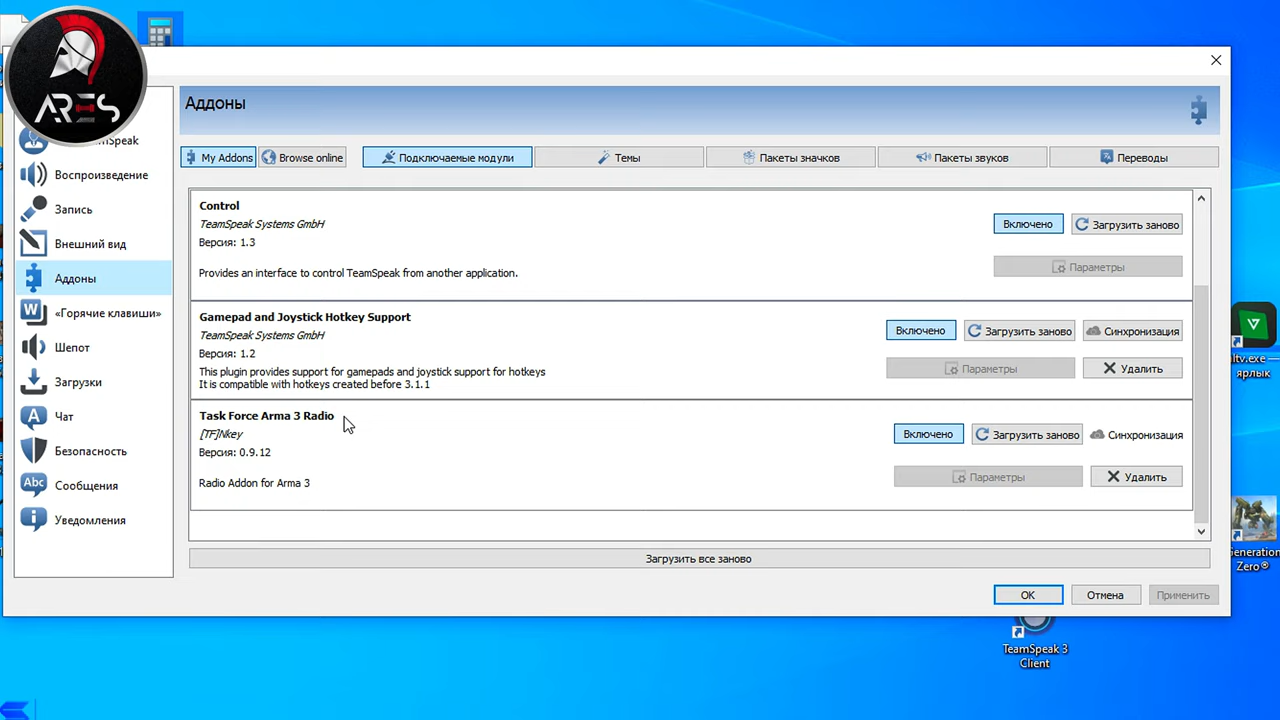 ARES
Speak
Воспроизведение
Запись
Внешний вид
Аддоны
«Горячие клавиши»
Шепот
Загрузки
Чат
Безопасность
Сообщения
Уведомления
Аддоны
My Addons
Browse online
Подключаемые модули
Темы
Пакеты значков
Пакеты звуков
Переводы
Control
TeamSpeak Systems GmbH
Версия: 1.3
Provides an interface to control TeamSpeak from another application.
Включено
Загрузить заново
Параметры
Gamepad and Joystick Hotkey Support
TeamSpeak Systems GmbH
Версия: 1.2
This plugin provides support for gamepads and joystick support for hotkeys
It is compatible with hotkeys created before 3.1.1
Включено
Загрузить заново
Синхронизация
Параметры
Удалить
Task Force Arma 3 Radio
[TF]Nkey
Версия: 0.9.12
Radio Addon for Arma 3
Включено
Загрузить заново
Синхронизация
Параметры
Удалить
Загрузить все заново
OK
Отмена
Применить
ltv.exe —
ярлык
Generation
Zero®
TeamSpeak 3
Client